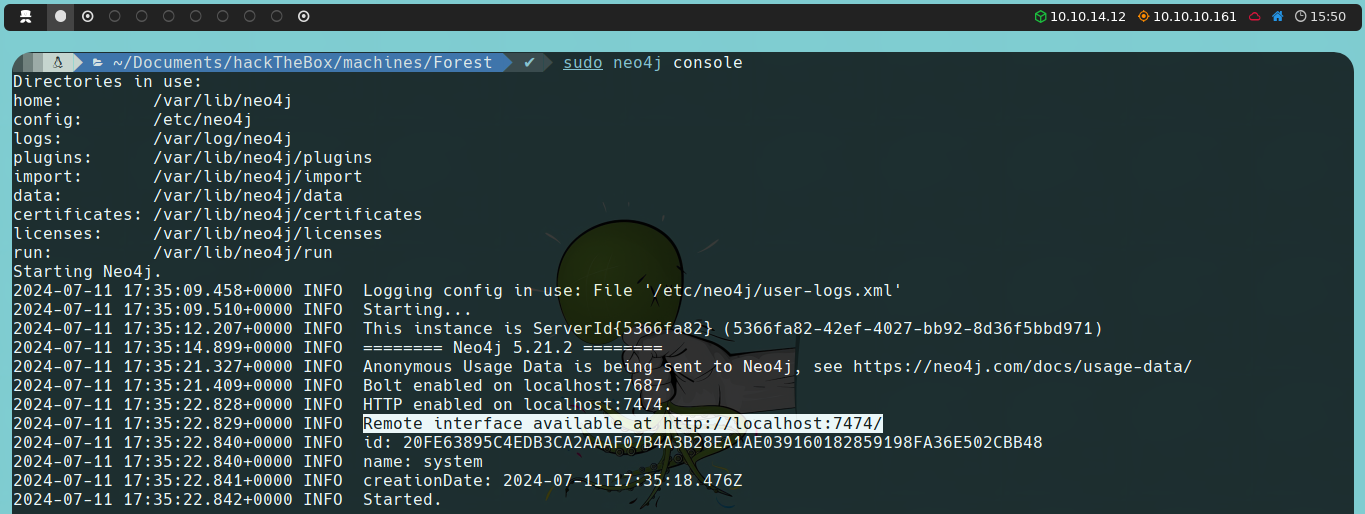 10.10.14.12 10.10.10.161 15:50
~/Documents/hackTheBox/machines/Forest ✔ sudo neo4j console
Directories in use:
home: /var/lib/neo4j
config: /etc/neo4j
logs: /var/log/neo4j
plugins: /var/lib/neo4j/plugins
import: /var/lib/neo4j/import
data: /var/lib/neo4j/data
certificates: /var/lib/neo4j/certificates
licenses: /var/lib/neo4j/licenses
run: /var/lib/neo4j/run
Starting Neo4j.
2024-07-11 17:35:09.458+0000 INFO Logging config in use: File '/etc/neo4j/user-logs.xml'
2024-07-11 17:35:09.510+0000 INFO Starting...
2024-07-11 17:35:12.207+0000 INFO This instance is ServerId{5366fa82} (5366fa82-42ef-4027-bb92-8d36f5bbd971)
2024-07-11 17:35:14.899+0000 INFO ======== Neo4j 5.21.2 ========
2024-07-11 17:35:21.327+0000 INFO Anonymous Usage Data is being sent to Neo4j, see https://neo4j.com/docs/usage-data/
2024-07-11 17:35:21.409+0000 INFO Bolt enabled on localhost:7687.
2024-07-11 17:35:22.828+0000 INFO HTTP enabled on localhost:7474.
2024-07-11 17:35:22.829+0000 INFO Remote interface available at http://localhost:7474/
2024-07-11 17:35:22.840+0000 INFO id: 20FE63895C4EDB3CA2AAAF07B4A3B28EA1AE039160182859198FA36E502CBB48
2024-07-11 17:35:22.840+0000 INFO name: system
2024-07-11 17:35:22.841+0000 INFO creationDate: 2024-07-11T17:35:18.476Z
2024-07-11 17:35:22.842+0000 INFO Started.